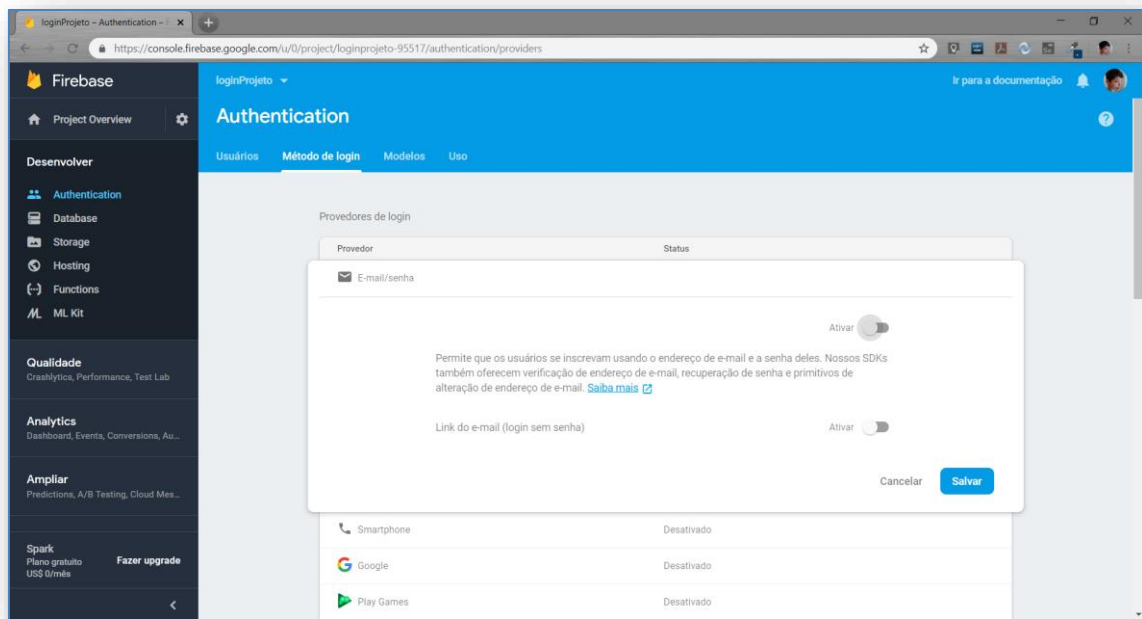 loginProjeto – Authentication –
https://console.firebase.google.com/u/0/project/loginprojeto-95517/authentication/providers
Firebase
loginProjeto
Ir para a documentação
Project Overview
Authentication
Desenvolver
Usuários Método de login Modelos Uso
Authentication
Database
Storage
Hosting
Functions
ML Kit
Qualidade
Crashlytics, Performance, Test Lab
Analytics
Dashboard, Events, Conversions, Au...
Ampliar
Predictions, A/B Testing, Cloud Mes...
Spark
Plano gratuito
US$ 0/mês
Fazer upgrade
Provedores de login
Provedor Status
E-mail/senha
Ativar
Permite que os usuários se inscrevam usando o endereço de e-mail e a senha deles. Nossos SDKs
também oferecem verificação de endereço de e-mail, recuperação de senha e primitivos de
alteração de endereço de e-mail. Saiba mais
Link do e-mail (login sem senha) Ativar
Cancelar Salvar
Smartphone Desativado
Google Desativado
Play Games Desativado